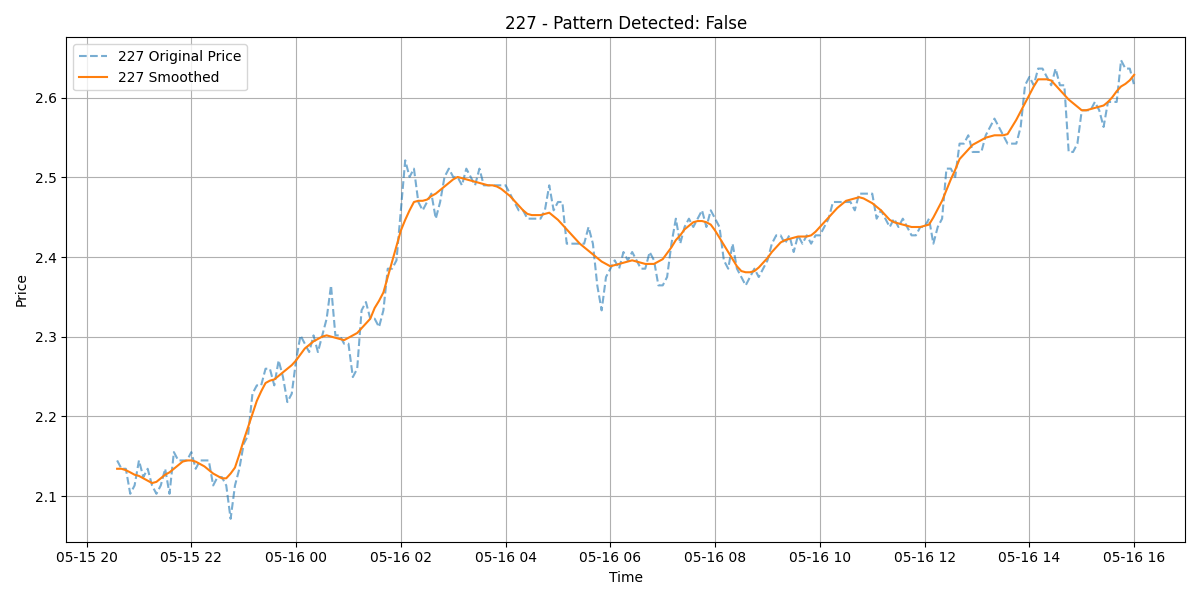 227 - Pattern Detected: False
227 Original Price
227 Smoothed
Price
2.6
2.5
2.4
2.3
2.2
2.1
05-15 20 05-15 22 05-16 00 05-16 02 05-16 04 05-16 06 05-16 08 05-16 10 05-16 12 05-16 14 05-16 16
Time